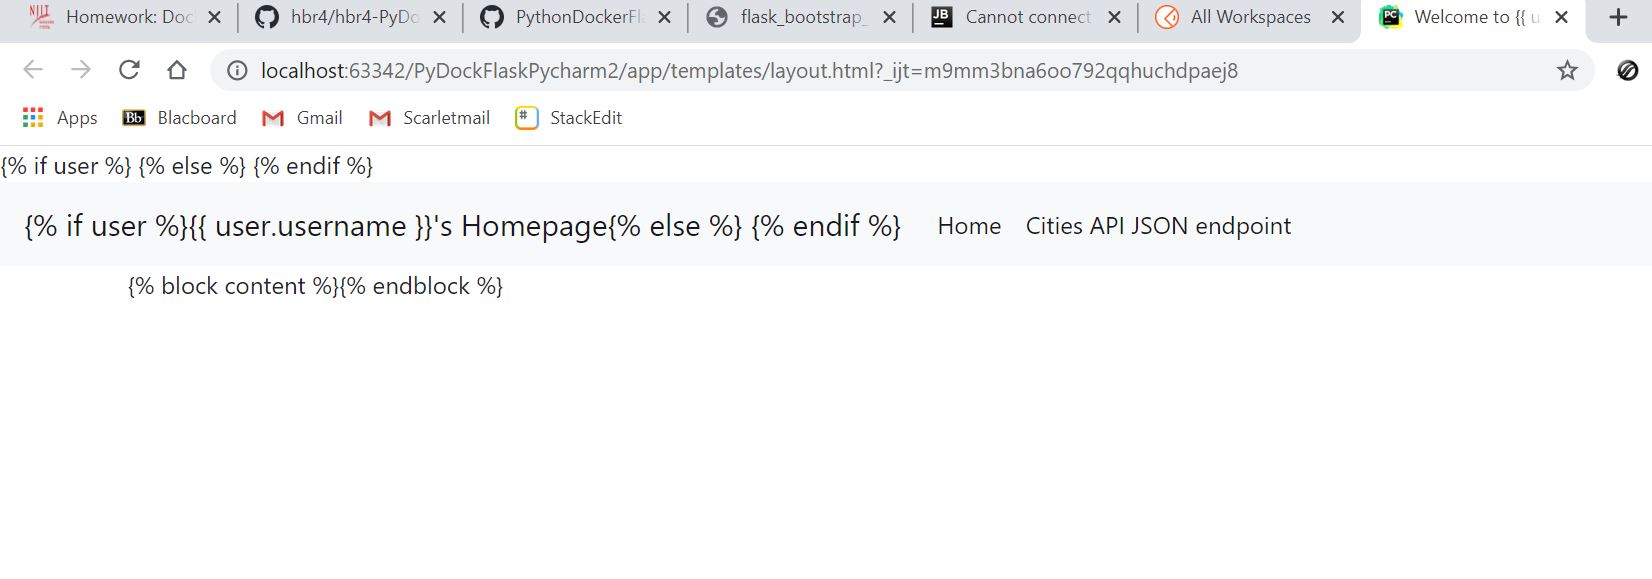 Homework: Doc hbr4/hbr4-PyDo PythonDockerFl flask_bootstrap_ Cannot connect All Workspaces Welcome to {{ u
localhost:63342/PyDockFlaskPycharm2/app/templates/layout.html?_ijt=m9mm3bna6oo792qqhuchdpaej8
Apps Blacboard Gmail Scarletmail StackEdit
{% if user %} {% else %} {% endif %}
{% if user %}{{ user.username }}'s Homepage{% else %} {% endif %} Home Cities API JSON endpoint
{% block content %}{% endblock %}